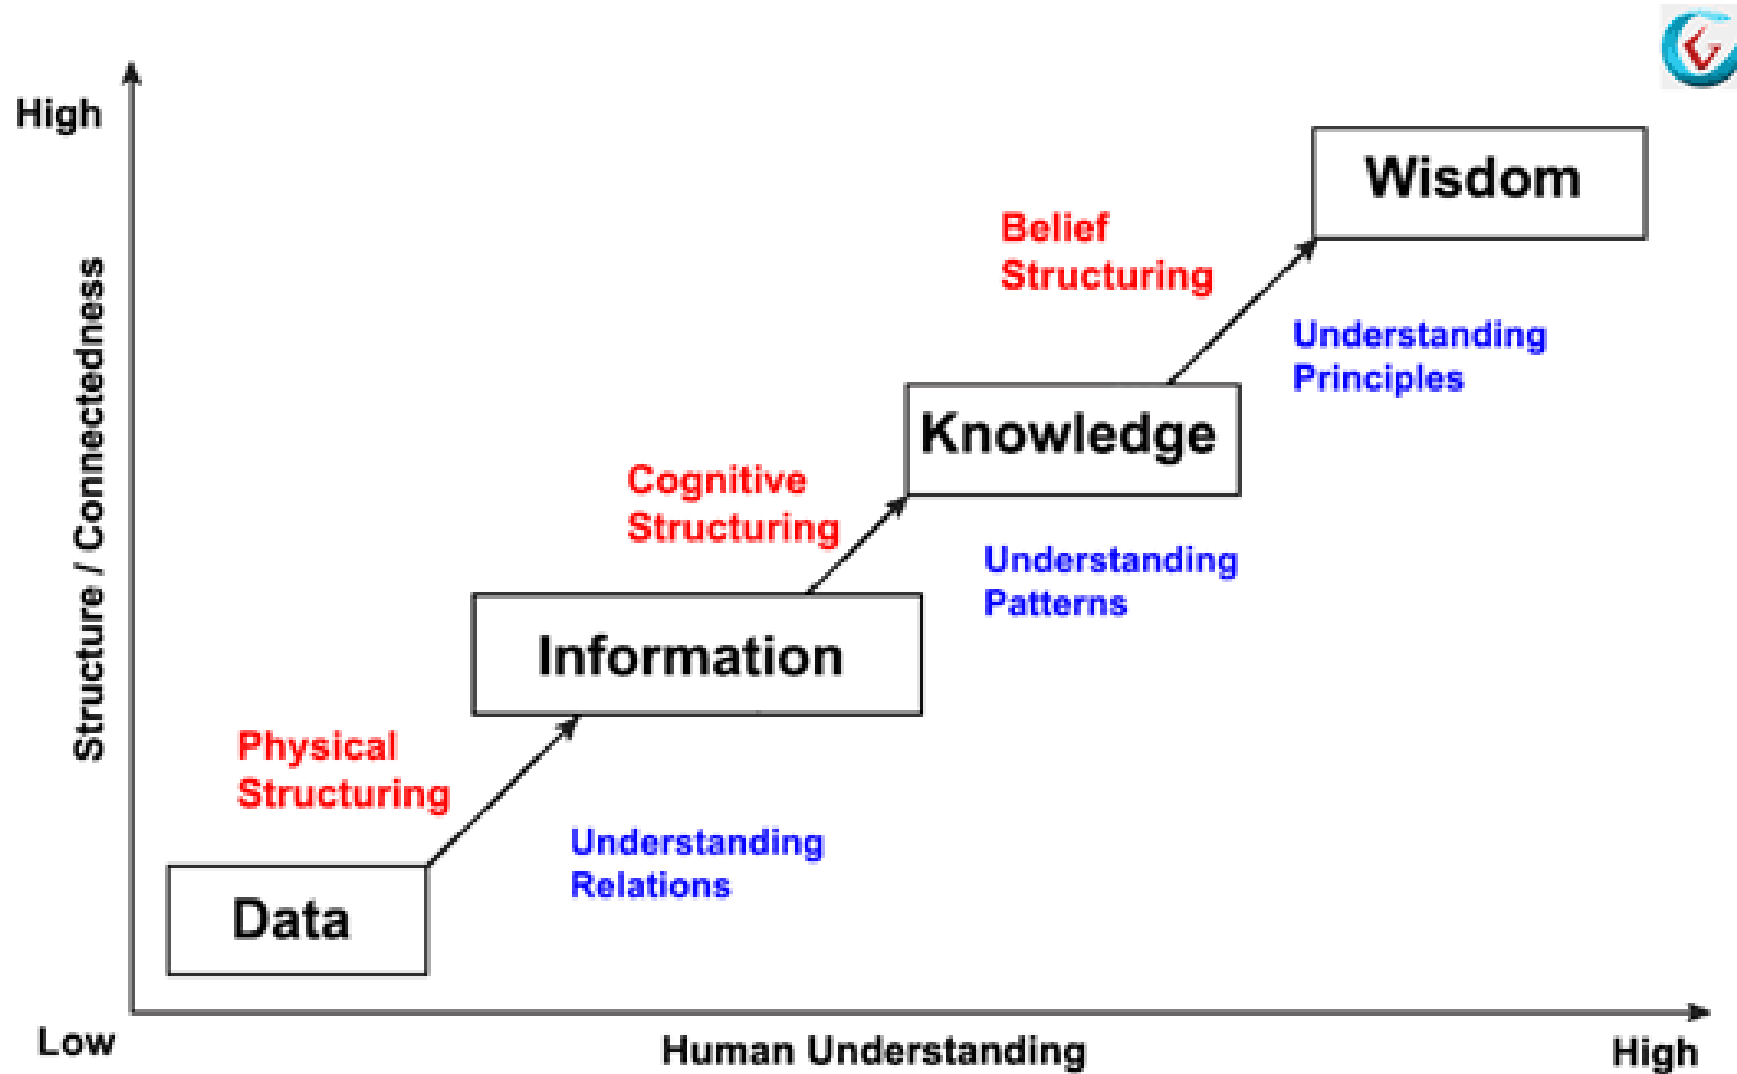 High
Wisdom
Belief
Structuring
Understanding
Principles
Knowledge
Cognitive
Structuring
Understanding
Patterns
Information
Physical
Structuring
Understanding
Relations
Data
Structure / Connectedness
Low
Human Understanding
High